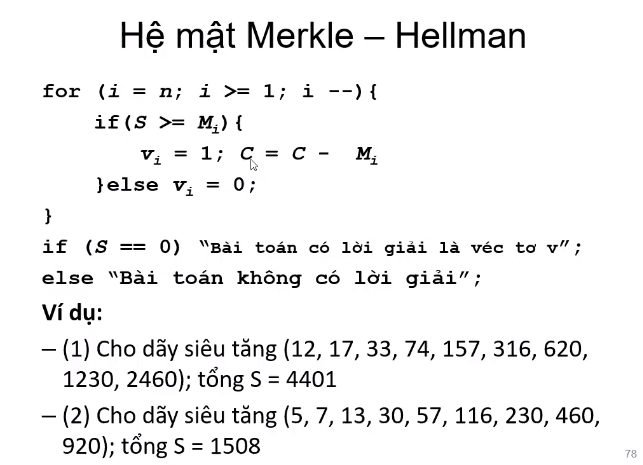 Hệ mật Merkle – Hellman
for (i = n; i >= 1; i --){
if(S >= Mi){
vi = 1; C = C - Mi
}else vi = 0;
}
if (S == 0) “Bài toán có lời giải là véc tơ v”;
else “Bài toán không có lời giải”;
Ví dụ:
– (1) Cho dãy siêu tăng (12, 17, 33, 74, 157, 316, 620,
1230, 2460); tổng S = 4401
– (2) Cho dãy siêu tăng (5, 7, 13, 30, 57, 116, 230, 460,
920); tổng S = 1508
78